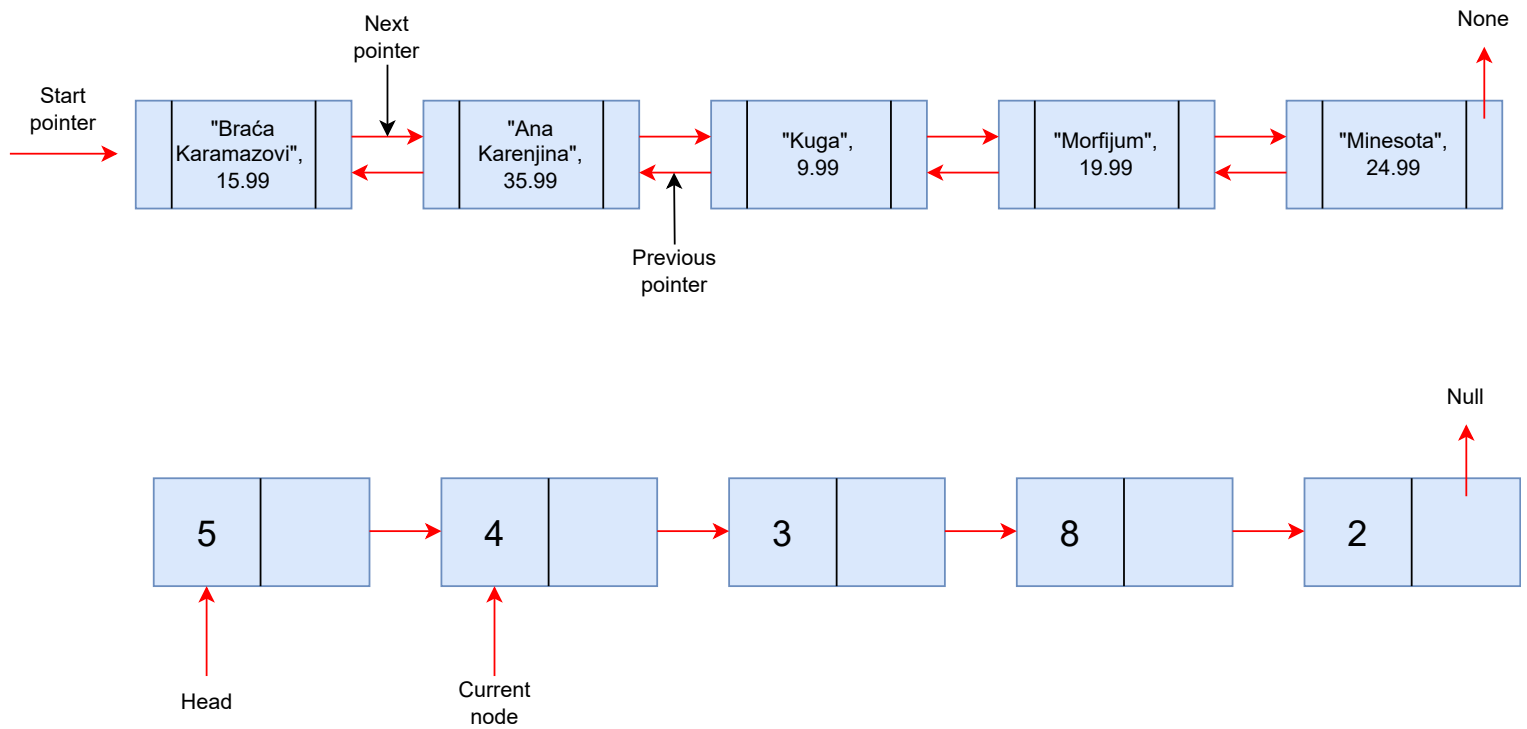 None
Next
pointer
Start
pointer
"Braća
Karamazovi",
15.99
"Ana
Karenjina",
35.99
"Kuga",
9.99
"Morfijum",
19.99
"Minesota",
24.99
Previous
pointer
Null
5
4
3
8
2
Head
Current
node